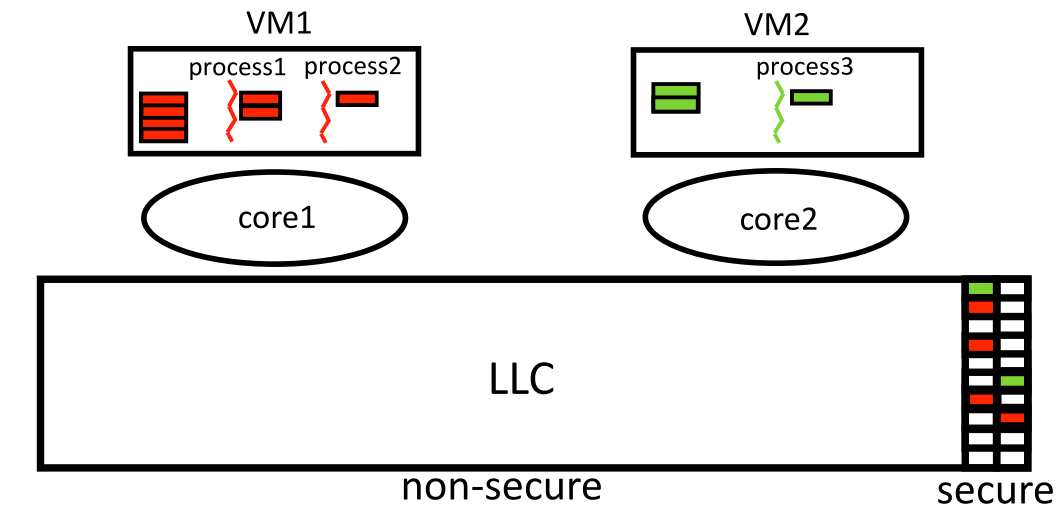 VM1
VM2
process1
process2
process3
core1
core2
LLC
non-secure
secure